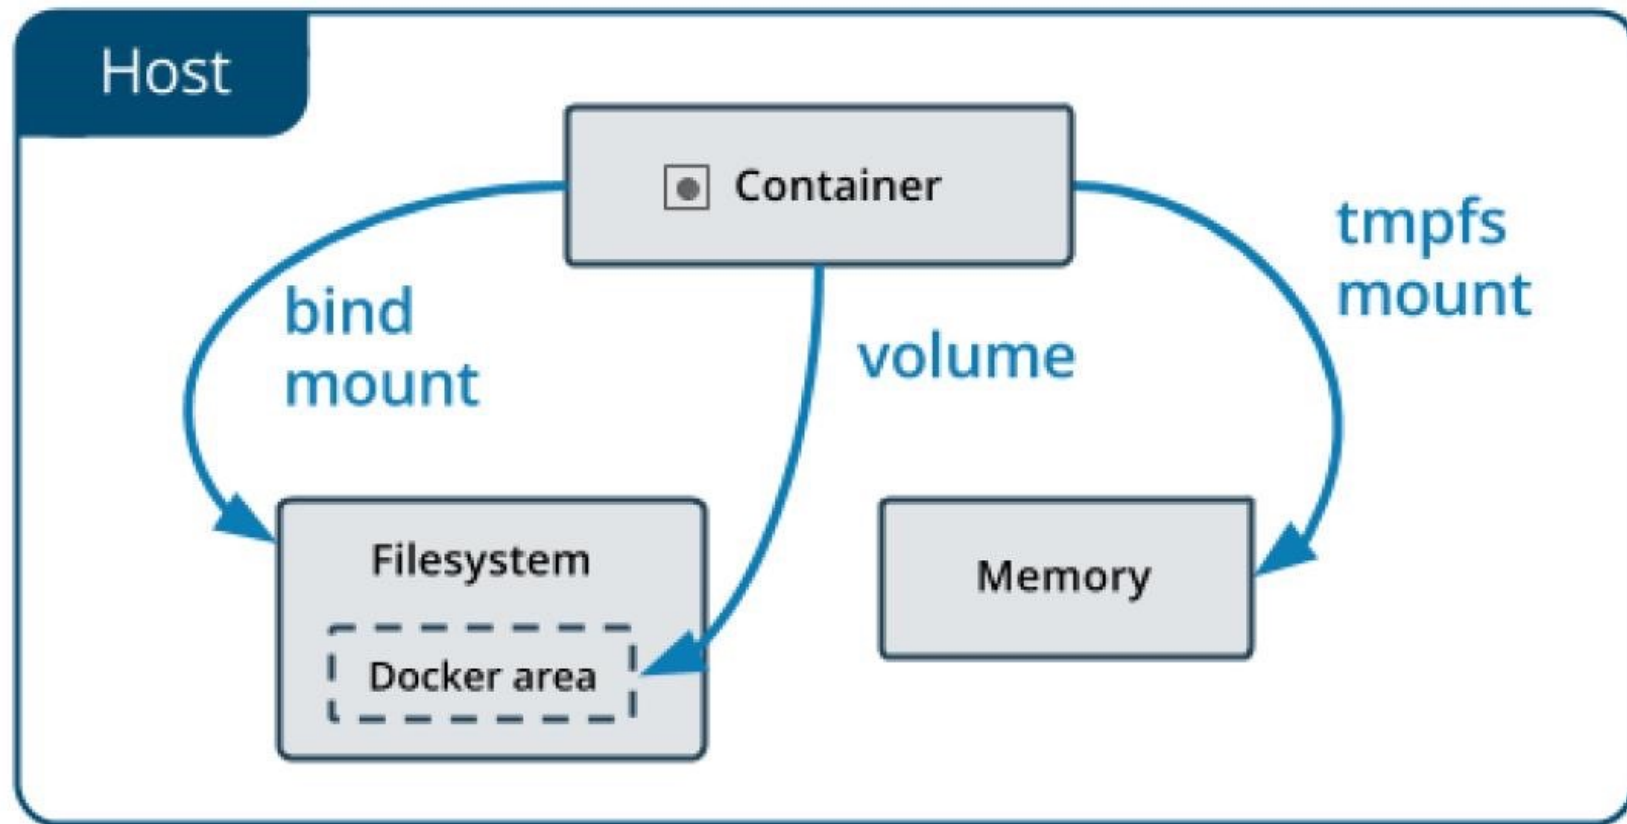 Host
Container
bind
mount
volume
tmpfs
mount
Filesystem
Docker area
Memory